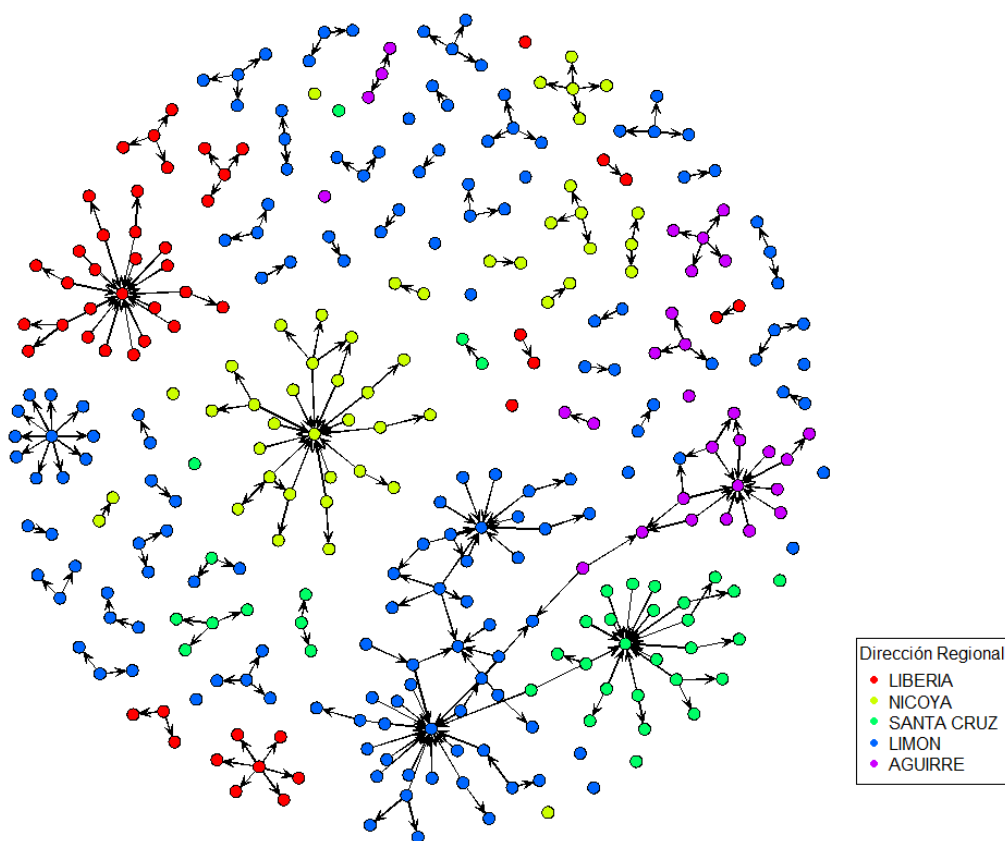 Dirección Regional
LIBERIA
NICOYA
SANTA CRUZ
LIMON
AGUIRRE